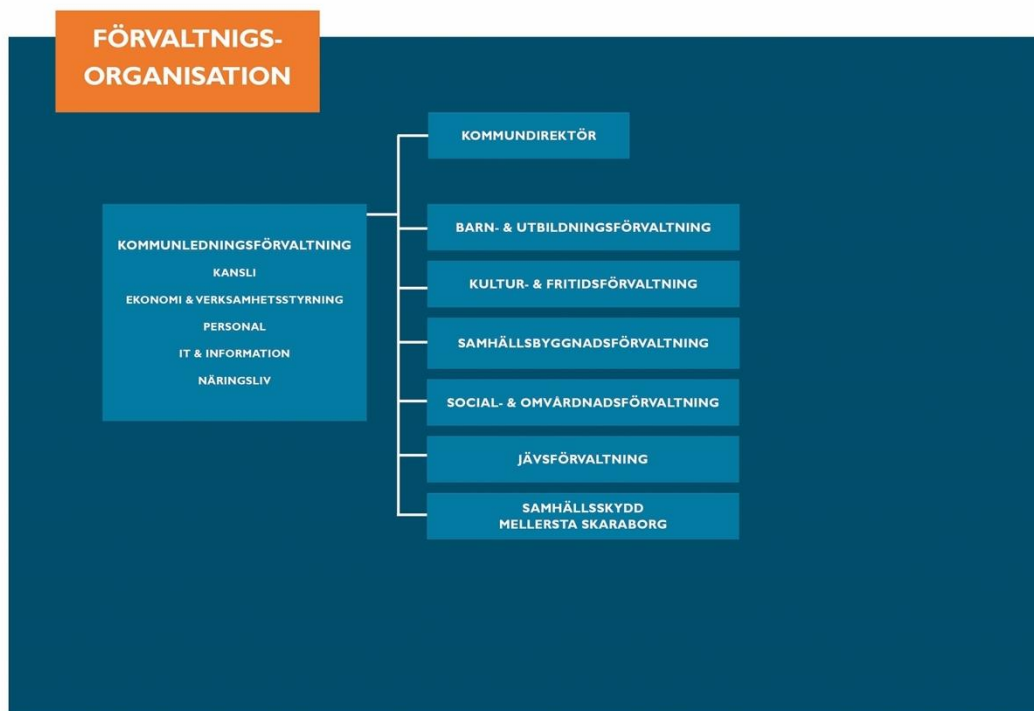 FÖRVALTNIGS-
ORGANISATION
KOMMUNDIREKTÖR
KOMMUNLEDNINGSFÖRVALTNING
KANSLI
EKONOMI & VERKSAMHETSSTYRNING
PERSONAL
IT & INFORMATION
NÄRINGSLIV
BARN- & UTBILDNINGSFÖRVALTNING
KULTUR- & FRITIDSFÖRVALTNING
SAMHÄLLSBYGGNADSFÖRVALTNING
SOCIAL- & OMVÅRDNADSFÖRVALTNING
JÄVSFÖRVALTNING
SAMHÄLLSSKYDD
MELLERSTA SKARABORG